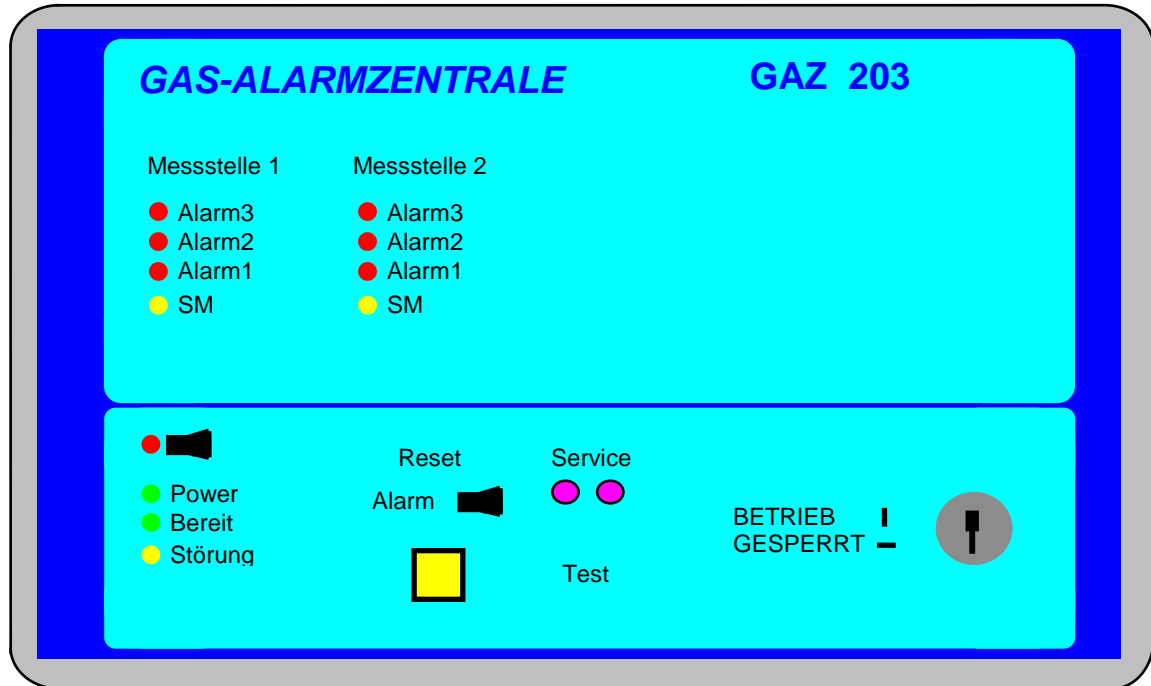 GAS-ALARMZENTRALE GAZ 203
Messstelle 1 Messstelle 2
Alarm3 Alarm3
Alarm2 Alarm2
Alarm1 Alarm1
SM SM
Reset Service
Power
Alarm
Bereit
BETRIEB
Störung
GESPERRT
Test